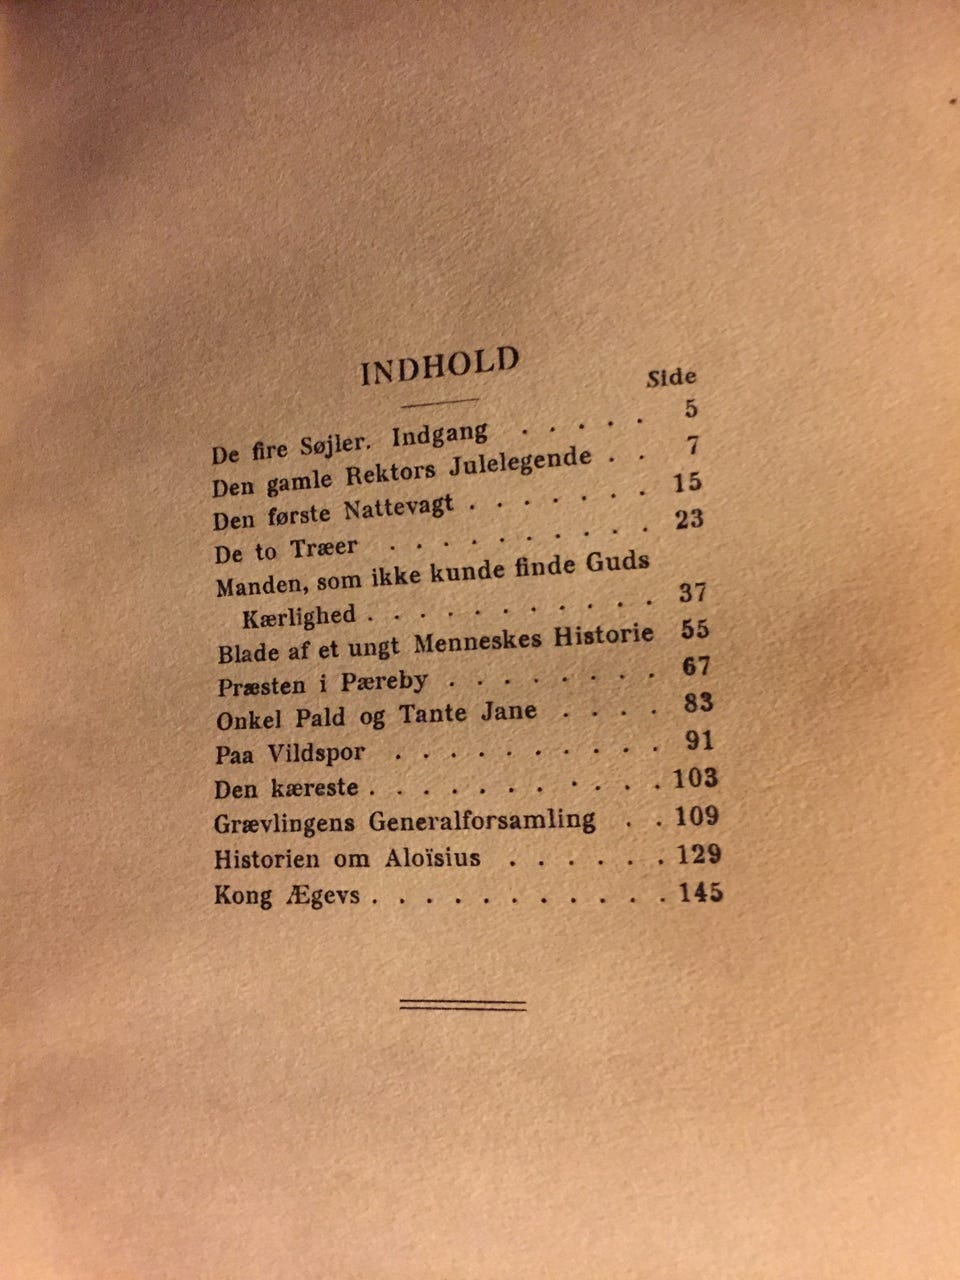 INDHOLD
Side
De fire Søjler. Indgang . . . . . 5
Den gamle Rektors Julelegende . . 7
Den første Nattevagt . . . . . . . 15
De to Træer . . . . . . . . . . 23
Manden, som ikke kunde finde Guds
Kærlighed . . . . . . . . . . . 37
Blade af et ungt Menneskes Historie 55
Præsten i Pæreby . . . . . . . . 67
Onkel Pald og Tante Jane . . . . 83
Paa Vildspor . . . . . . . . . . 91
Den kæreste . . . . . . . . . . . 103
Grævlingens Generalforsamling . . 109
Historien om Aloïsius . . . . . . 129
Kong Ægevs . . . . . . . . . . . 145